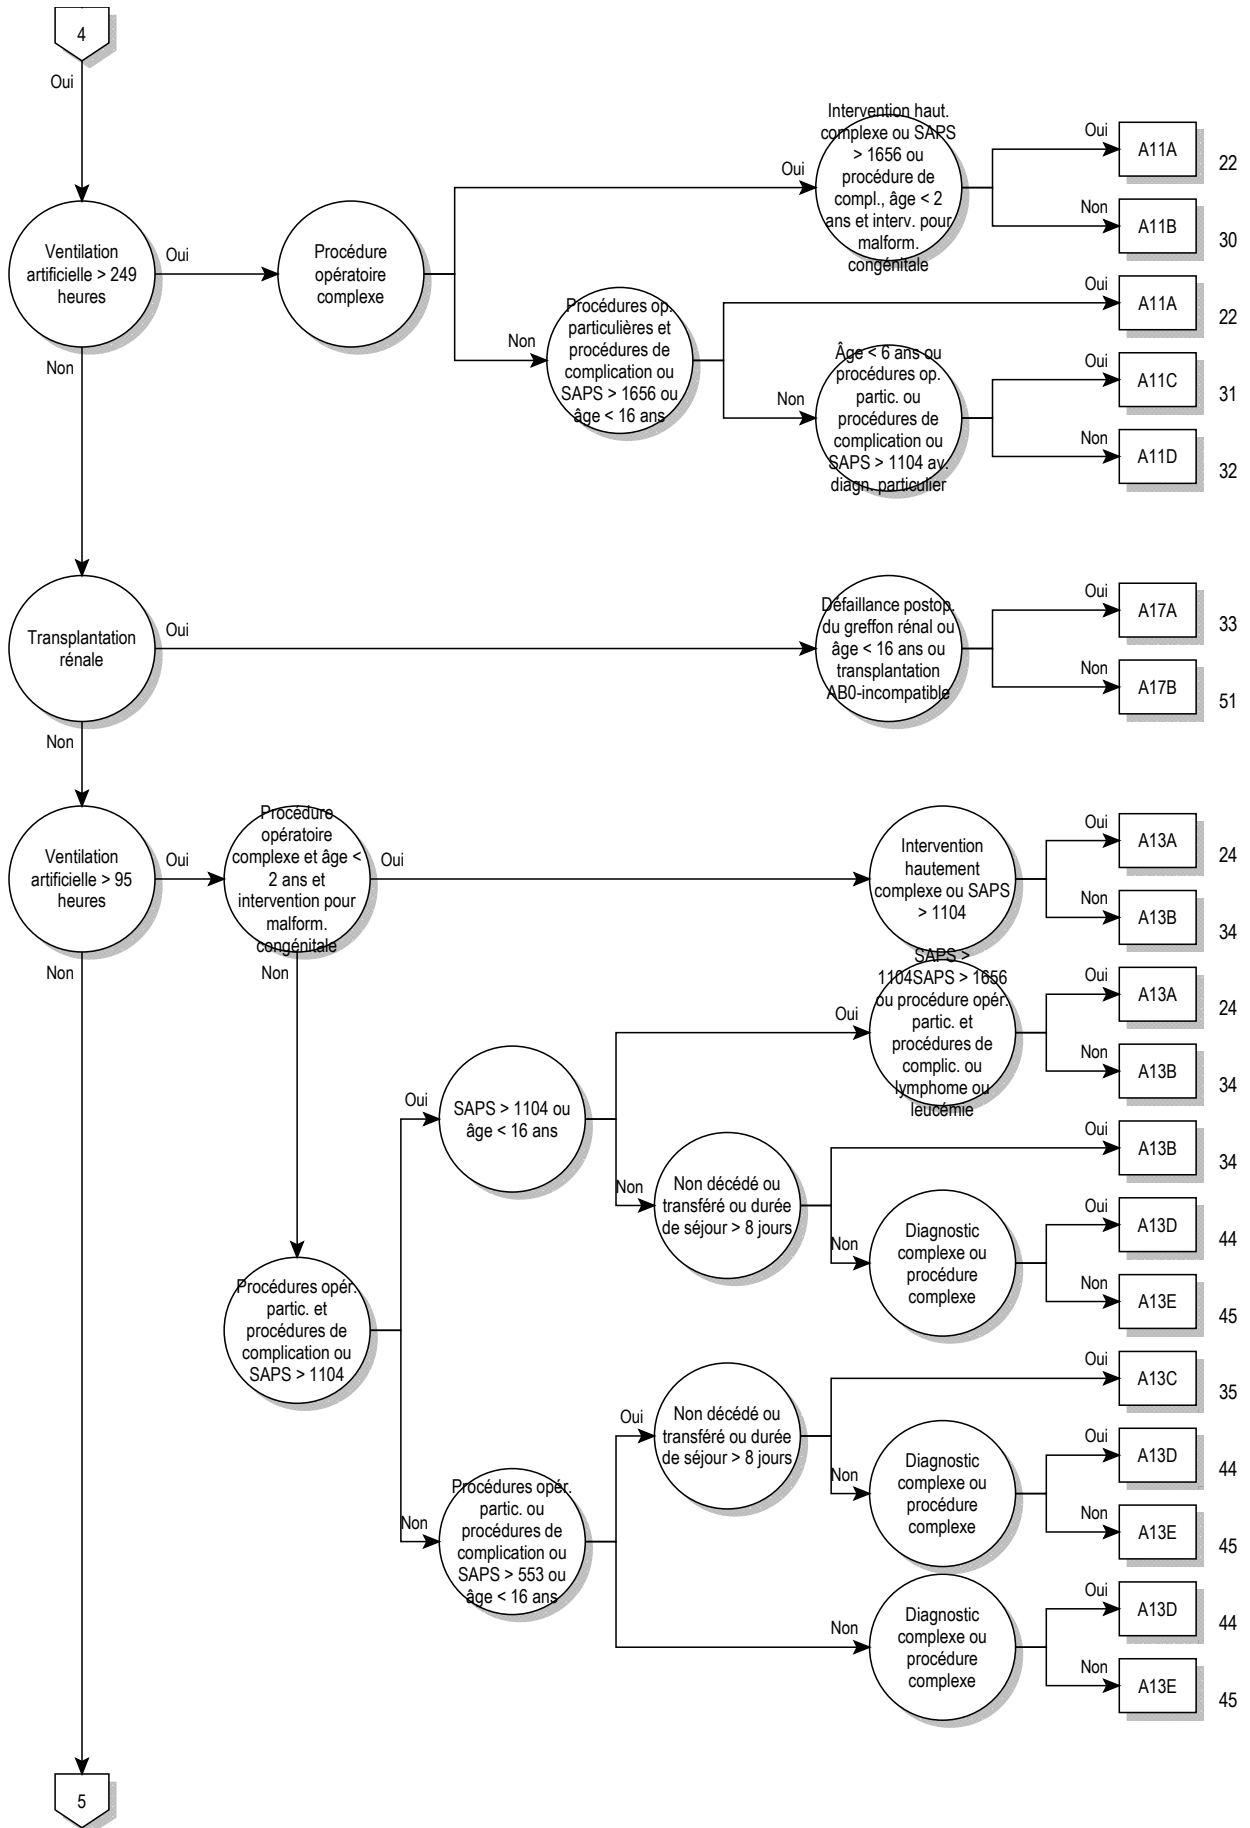 4
Oui
Ventilation
artificielle > 249
heures
Oui
Non
Procédure
opératoire
complexe
Oui
Intervention haut.
complexe ou SAPS
> 1656 ou
procédure de
compl., âge < 2
ans et interv. pour
malform.
congénitale
Oui
A11A
22
Non
A11B
30
Non
Procédures op.
particulières et
procédures de
complication ou
SAPS > 1656 ou
âge < 16 ans
Oui
A11A
22
Non
Âge < 6 ans ou
procédures op.
partic. ou
procédures de
complication ou
SAPS > 1104 av.
diagn. particulier
Oui
A11C
31
Non
A11D
32
Transplantation
rénale
Oui
Non
Défaillance postop.
du greffon rénal ou
âge < 16 ans ou
transplantation
AB0-incompatible
Oui
A17A
33
Non
A17B
51
Ventilation
artificielle > 95
heures
Oui
Non
Procédure
opératoire
complexe et âge <
2 ans et
intervention pour
malform.
congénitale
Oui
Non
Intervention
hautement
complexe ou SAPS
> 1104
Oui
A13A
24
Non
A13B
34
Procédures opér.
partic. et
procédures de
complication ou
SAPS > 1104
Oui
SAPS > 1104 ou
âge < 16 ans
Oui
SAPS >
1104SAPS > 1656
ou procédure opér.
partic. et
procédures de
complic. ou
lymphome ou
leucémie
Oui
A13A
24
Non
A13B
34
Non
Non décédé ou
transféré ou durée
de séjour > 8 jours
Oui
A13B
34
Non
Diagnostic
complexe ou
procédure
complexe
Oui
A13D
44
Non
A13E
45
Non
Procédures opér.
partic. ou
procédures de
complication ou
SAPS > 553 ou
âge < 16 ans
Oui
Non décédé ou
transféré ou durée
de séjour > 8 jours
Oui
A13C
35
Non
Diagnostic
complexe ou
procédure
complexe
Oui
A13D
44
Non
A13E
45
Non
Diagnostic
complexe ou
procédure
complexe
Oui
A13D
44
Non
A13E
45
5